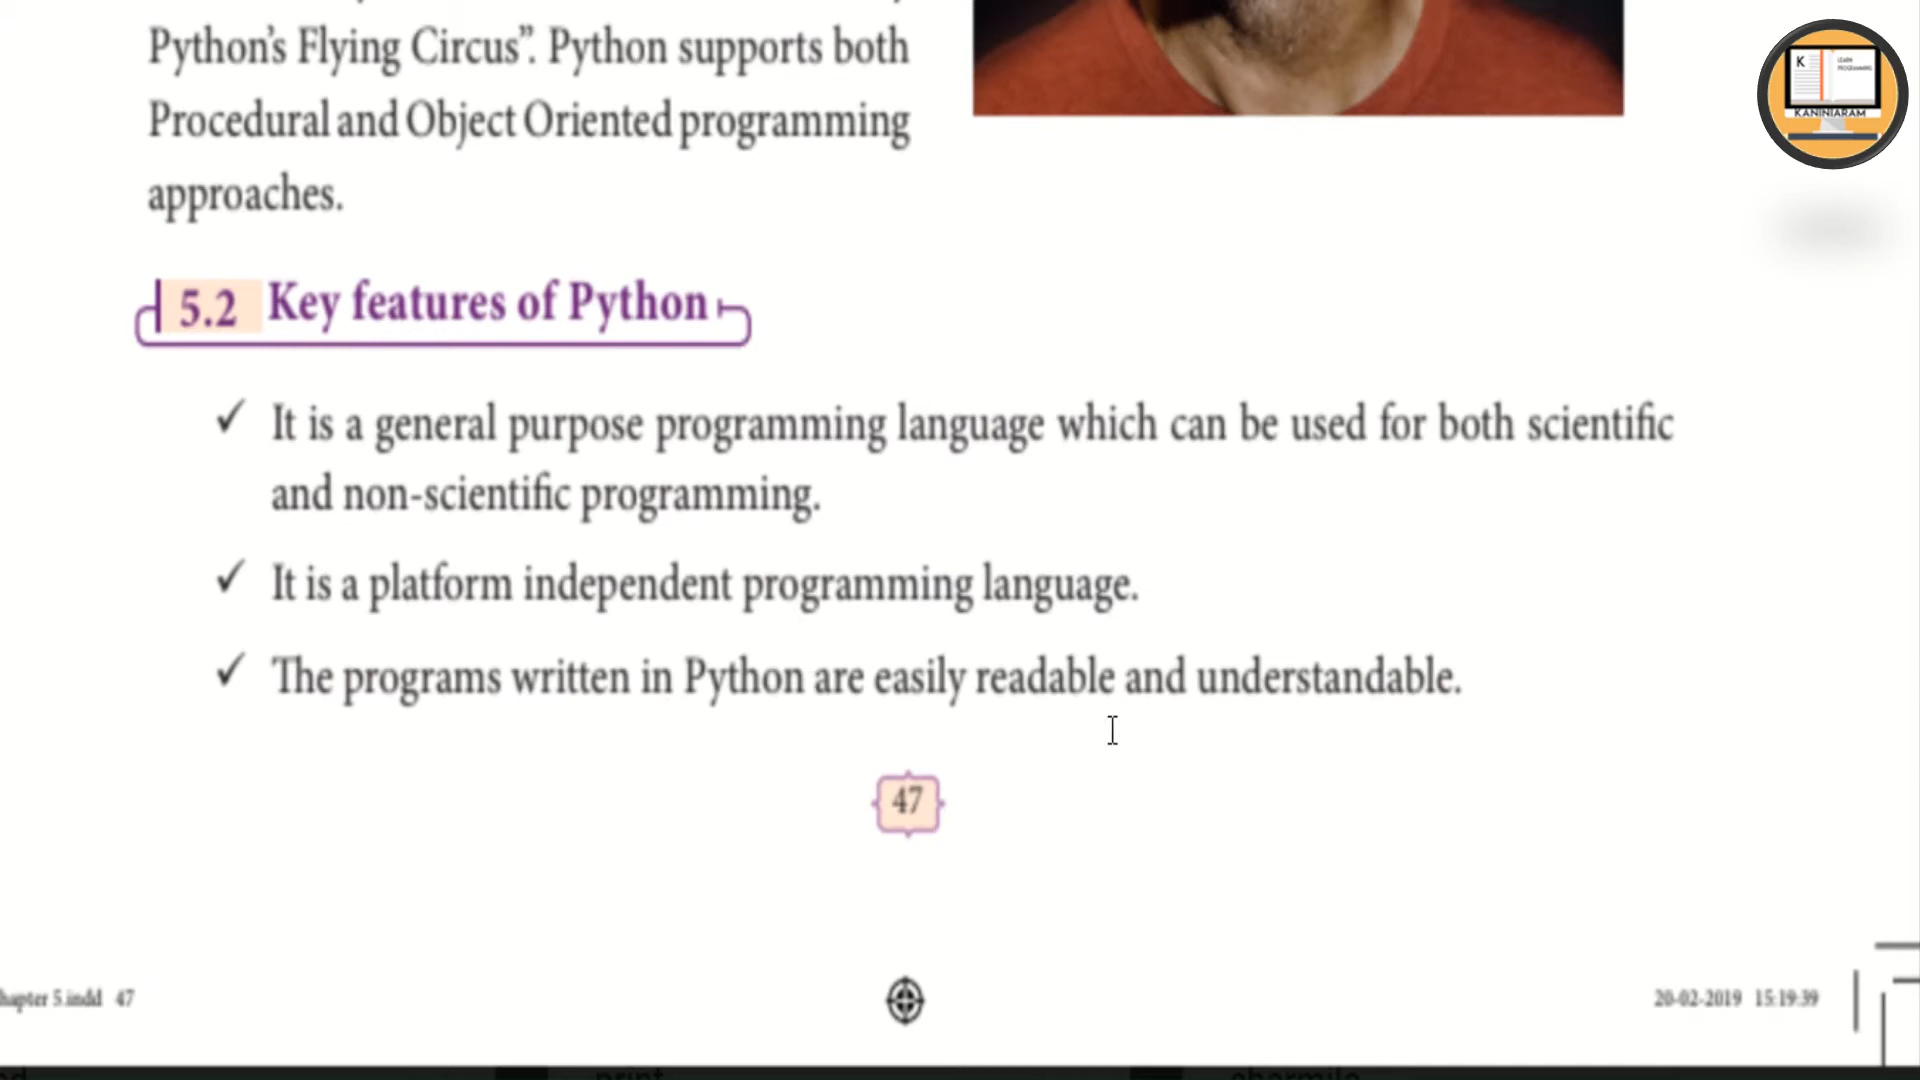 Python's Flying Circus”. Python supports both
Procedural and Object Oriented programming
approaches.
K
LEARN
PROGRAMMING
KANINIARAM
5.2 Key features of Python
✓ It is a general purpose programming language which can be used for both scientific
and non-scientific programming.
✓ It is a platform independent programming language.
✓ The programs written in Python are easily readable and understandable.
47
hapter 5.indd 47
20-02-2019 15:19:39